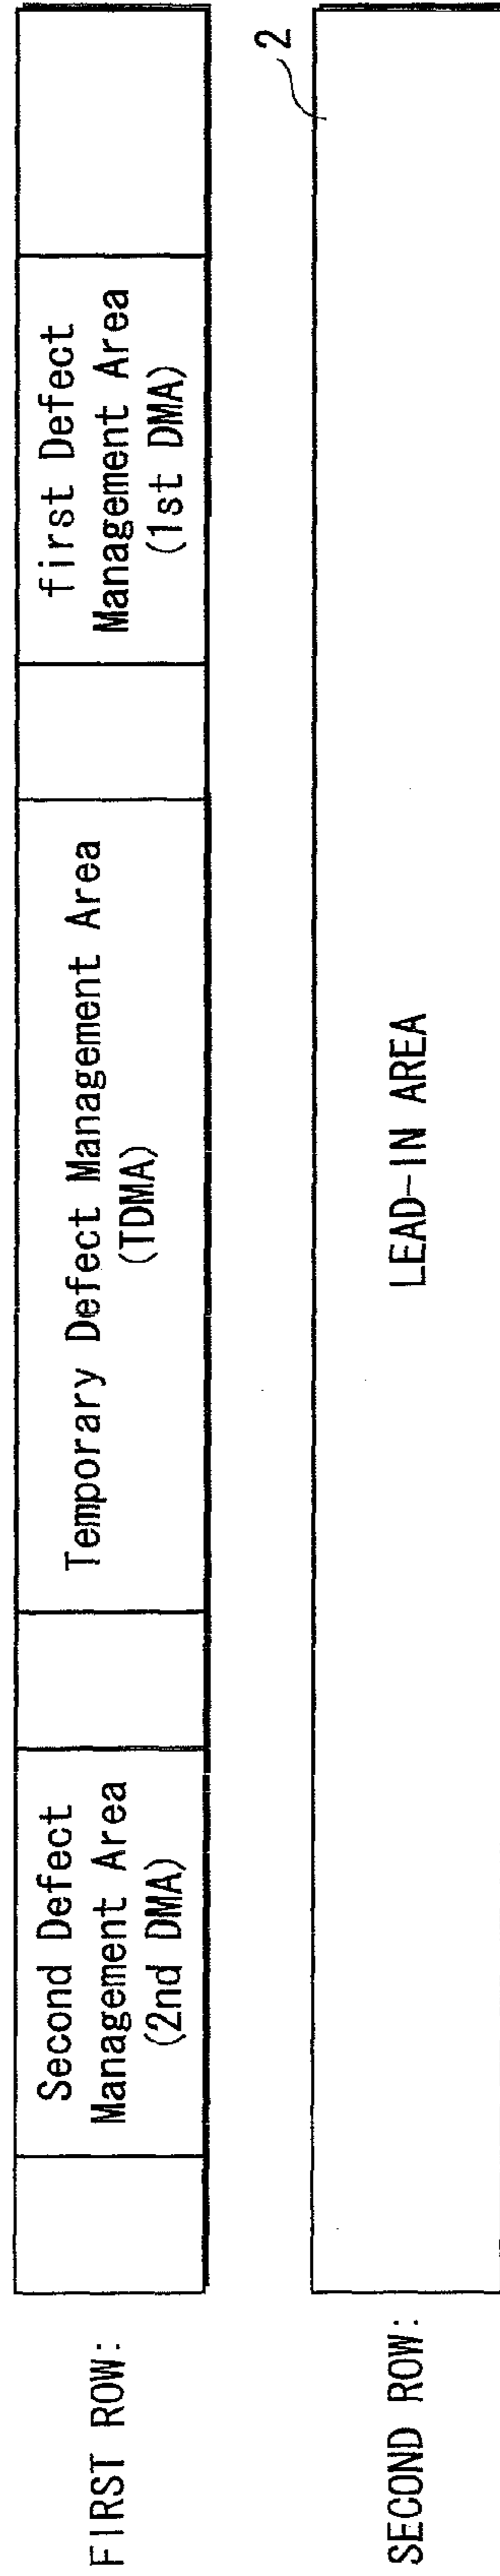 FIRST ROW:
Second Defect
Management Area
(2nd DMA)
Temporary Defect Management Area
(TDMA)
first Defect
Management Area
(1st DMA)
2
SECOND ROW:
LEAD-IN AREA